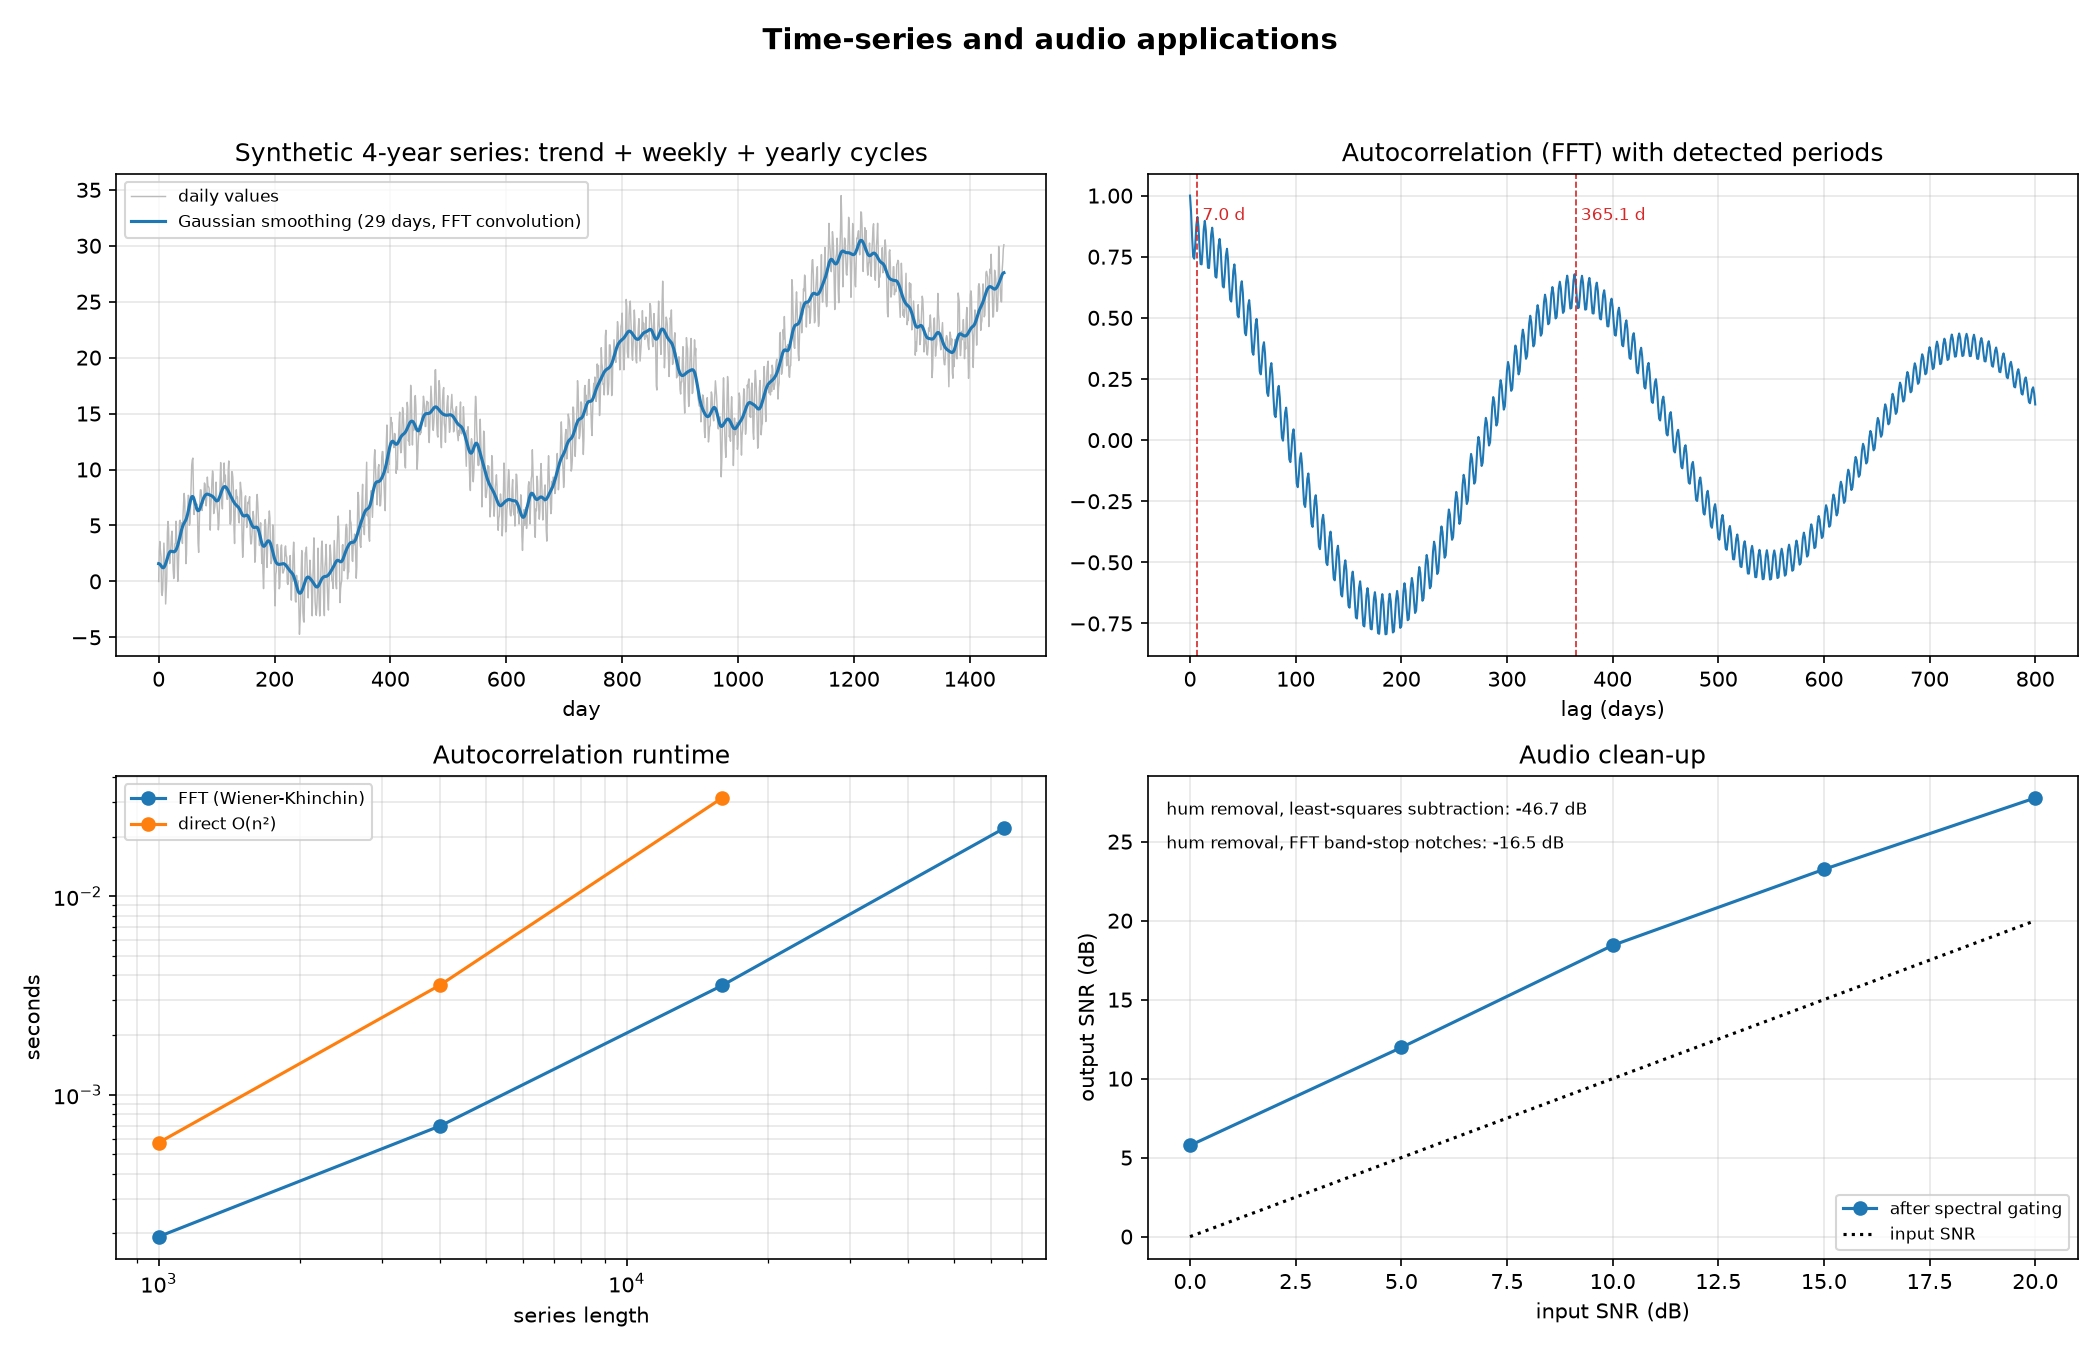 Time-series and audio applications
Synthetic 4-year series: trend + weekly + yearly cycles
daily values
Gaussian smoothing (29 days, FFT convolution)
35
30
25
20
15
10
5
0
−5
0 200 400 600 800 1000 1200 1400
day
Autocorrelation (FFT) with detected periods
7.0 d
365.1 d
1.00
0.75
0.50
0.25
0.00
−0.25
−0.50
−0.75
0 100 200 300 400 500 600 700 800
lag (days)
Autocorrelation runtime
FFT (Wiener-Khinchin)
direct O(n²)
seconds
10⁻²
10⁻³
10³ 10⁴
series length
Audio clean-up
hum removal, least-squares subtraction: -46.7 dB
hum removal, FFT band-stop notches: -16.5 dB
output SNR (dB)
25
20
15
10
5
0
after spectral gating
input SNR
0.0 2.5 5.0 7.5 10.0 12.5 15.0 17.5 20.0
input SNR (dB)